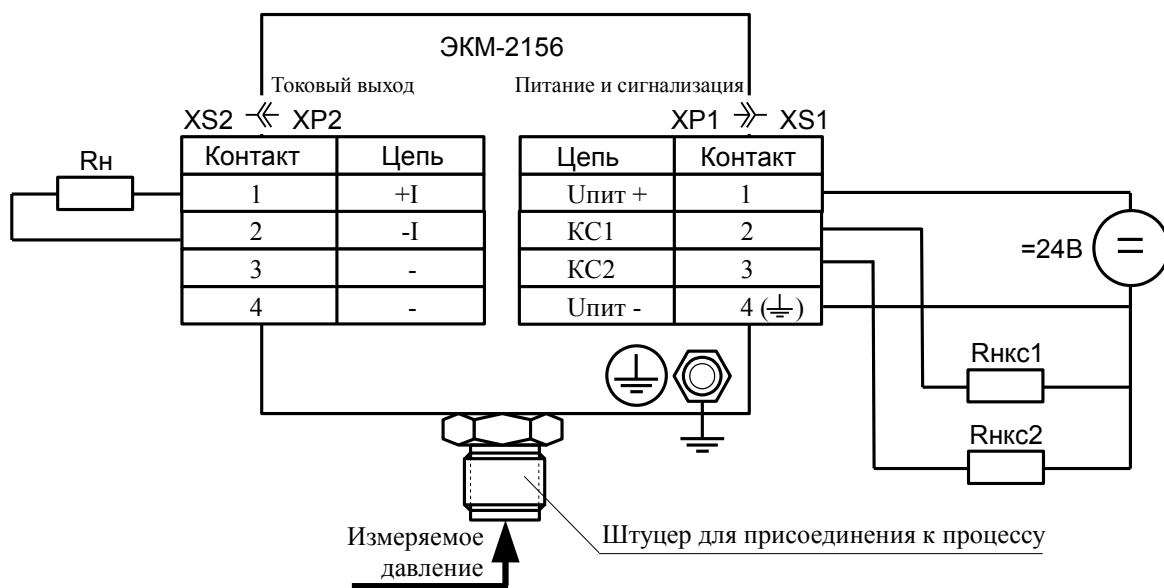 ЭКМ-2156
Токовый выход
Питание и сигнализация
XS2
XP2
XP1
XS1
Контакт Цепь
1 +I
2 -I
3 -
4 -
Цепь Контакт
Uпит + 1
КС1 2
КС2 3
Uпит - 4 ( )
Rн
=24В
Rнкс1
Rнкс2
Измеряемое
давление
Штуцер для присоединения к процессу